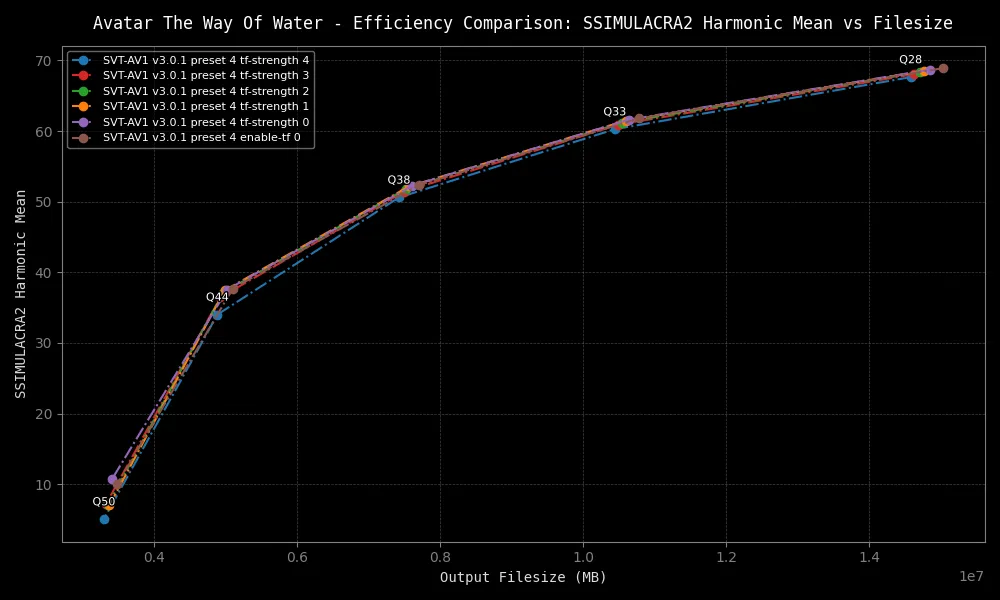 Avatar The Way Of Water - Efficiency Comparison: SSIMULACRA2 Harmonic Mean vs Filesize
SVT-AV1 v3.0.1 preset 4 tf-strength 4
SVT-AV1 v3.0.1 preset 4 tf-strength 3
SVT-AV1 v3.0.1 preset 4 tf-strength 2
SVT-AV1 v3.0.1 preset 4 tf-strength 1
SVT-AV1 v3.0.1 preset 4 tf-strength 0
SVT-AV1 v3.0.1 preset 4 enable-tf 0
Q28
Q33
Q38
Q44
Q50
SSIMULACRA2 Harmonic Mean
70
60
50
40
30
20
10
0.4 0.6 0.8 1.0 1.2 1.4
1e7
Output Filesize (MB)